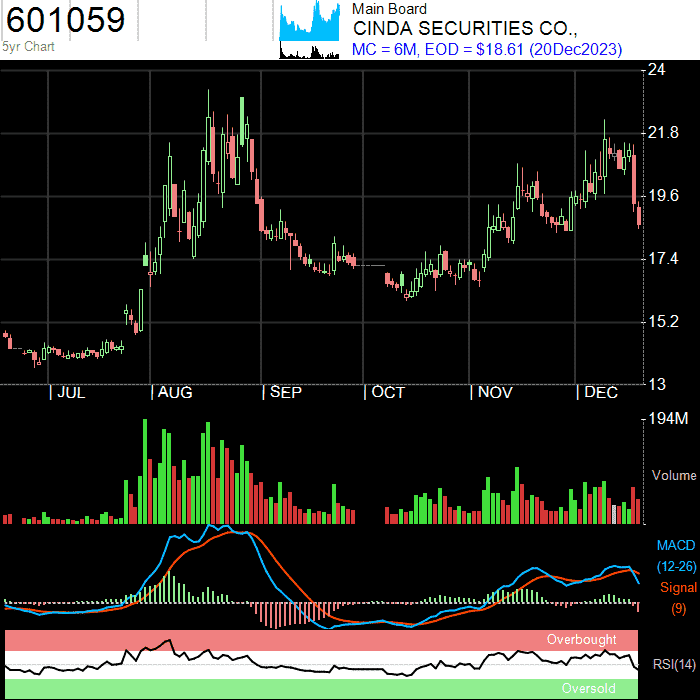 601059
5yr Chart
Main Board
CINDA SECURITIES CO.,
MC = 6M, EOD = $18.61 (20Dec2023)
24
21.8
19.6
17.4
15.2
13
| JUL | AUG | SEP | OCT | NOV | DEC
194M
Volume
MACD
(12-26)
Signal
(9)
Overbought
RSI(14)
Oversold